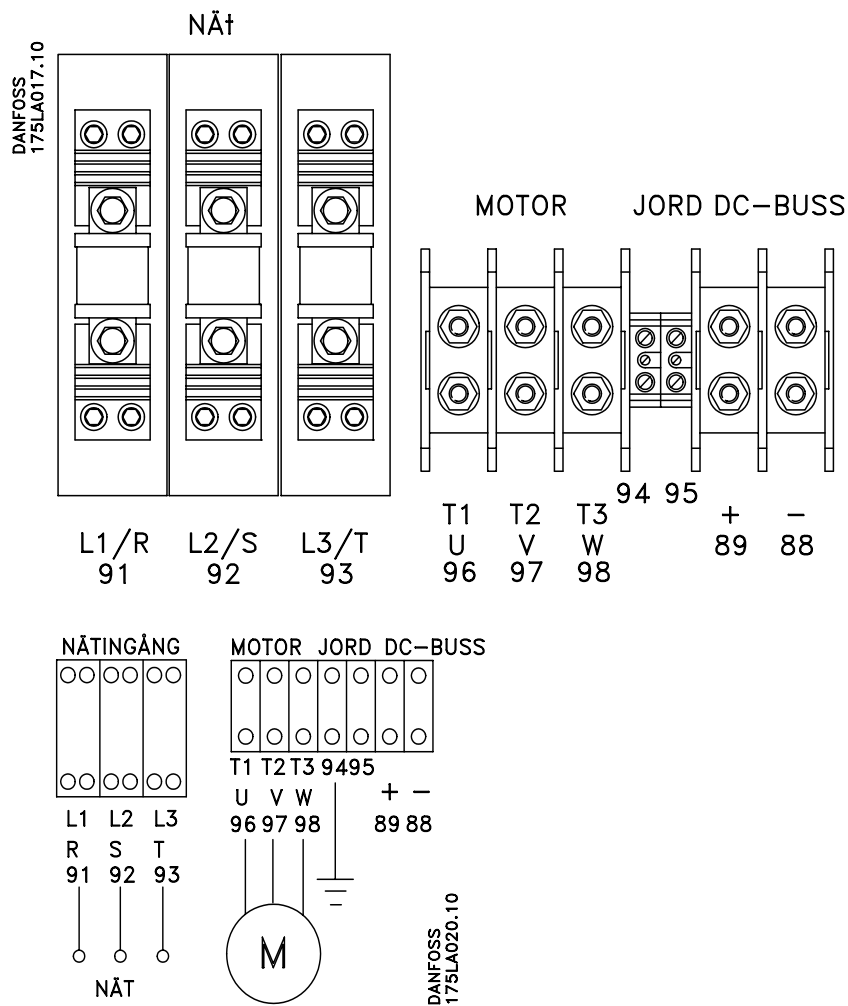 NÄt
DANFOSS
175LA017.10
MOTOR JORD DC-BUSS
94 95
T1 T2 T3 + -
U V W 89 88
96 97 98
L1/R L2/S L3/T
91 92 93
NÄTINGÅNG
MOTOR JORD DC-BUSS
T1 T2 T3 94 95
U V W + -
96 97 98 89 88
L1 L2 L3
R S T
91 92 93
M
NÄT
DANFOSS
175LA020.10